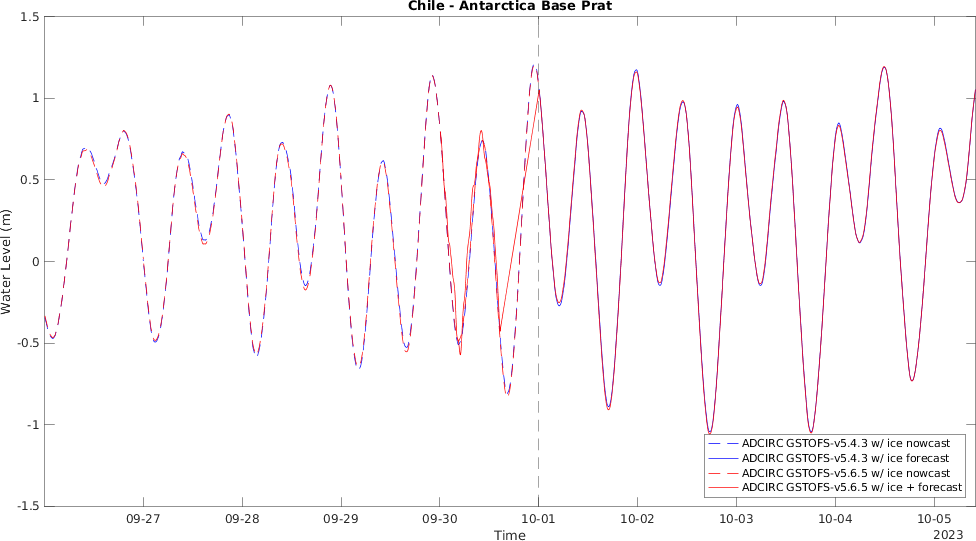 Chile - Antarctica Base Prat
1.5
1
0.5
0
-0.5
-1
-1.5
Water Level (m)
09-27 09-28 09-29 09-30 10-01 10-02 10-03 10-04 10-05
Time
2023
ADCIRC GSTOFS-v5.4.3 w/ ice nowcast
ADCIRC GSTOFS-v5.4.3 w/ ice forecast
ADCIRC GSTOFS-v5.6.5 w/ ice nowcast
ADCIRC GSTOFS-v5.6.5 w/ ice + forecast